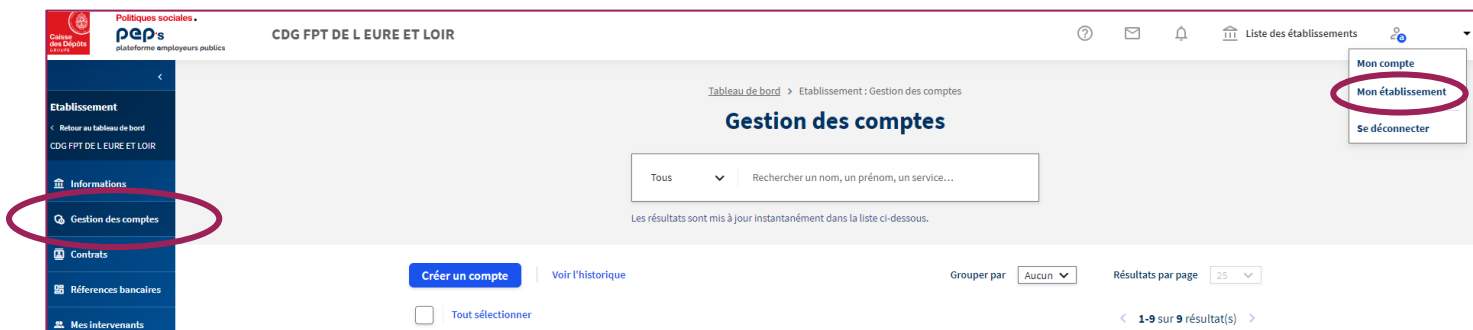 Caisse
des Dépôts
GROUPE
Politiques sociales.
pep's
plateforme employeurs publics
CDG FPT DE L EURE ET LOIR
Liste des établissements
Mon compte
Mon établissement
Se déconnecter
Etablissement
Retour au tableau de bord
CDG FPT DE L EURE ET LOIR
Informations
Gestion des comptes
Contrats
Réferences bancaires
Mes intervenants
Tableau de bord > Etablissement : Gestion des comptes
Gestion des comptes
Tous Rechercher un nom, un prénom, un service...
Les résultats sont mis à jour instantanément dans la liste ci-dessous.
Créer un compte Voir l'historique Grouper par Aucun Résultats par page 25
Tout sélectionner < 1-9 sur 9 résultat(s) >